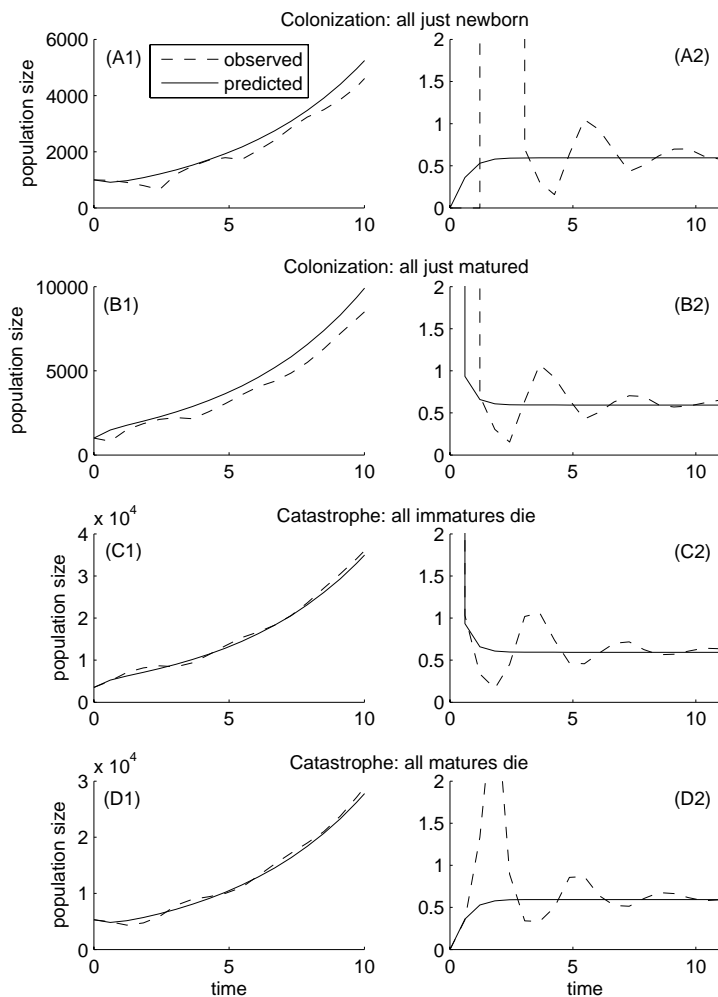 Colonization: all just newborn
(A1)
observed
predicted
population size
6000
4000
2000
0
0 5 10
(A2)
2
1.5
1
0.5
0
0 5
Colonization: all just matured
(B1)
population size
10000
5000
0
0 5 10
(B2)
2
1.5
1
0.5
0
0 5
Catastrophe: all immatures die
x 10^4
(C1)
population size
4
3
2
1
0
0 5 10
(C2)
2
1.5
1
0.5
0
0 5
Catastrophe: all matures die
x 10^4
(D1)
population size
3
2
1
0
0 5 10
time
(D2)
2
1.5
1
0.5
0
0 5
time